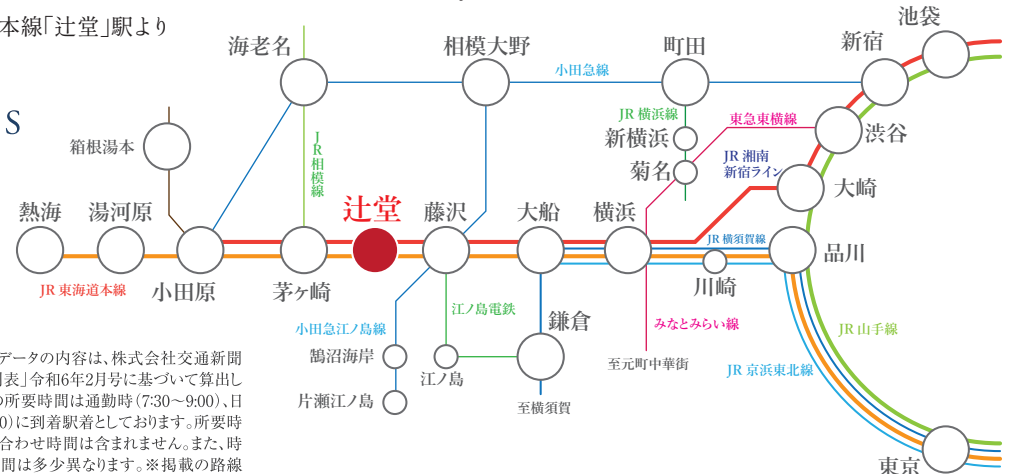 本線「辻堂」駅より
池袋
新宿
海老名
相模大野
町田
小田急線
S
JR 横浜線
東急東横線
渋谷
新横浜
箱根湯本
JR相模線
JR 湘南
新宿ライン
菊名
大崎
熱海
湯河原
辻堂
藤沢
大船
横浜
JR 横須賀線
品川
JR 東海道本線
小田原
茅ヶ崎
川崎
江ノ島電鉄
鎌倉
小田急江ノ島線
みなとみらい線
JR 山手線
鵠沼海岸
至元町中華街
JR 京浜東北線
江ノ島
片瀬江ノ島
至横須賀
東京
データの内容は、株式会社交通新聞
刻表」令和6年2月号に基づいて算出し
の所要時間は通勤時(7:30～9:00)、日
0)に到着駅着としております。所要時
合わせ時間は含まれません。また、時
間は多少異なります。※掲載の路線